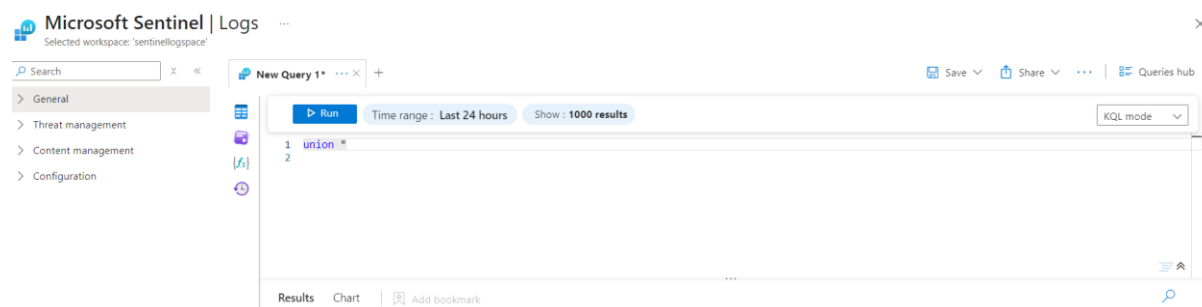 Microsoft Sentinel | Logs ...
Selected workspace: 'sentinellogspace'
Search
General
Threat management
Content management
Configuration
New Query 1* ... × +
Save Share ... Queries hub
Run Time range : Last 24 hours Show : 1000 results KQL mode
1 union *
2
{fx}
Results Chart Add bookmark